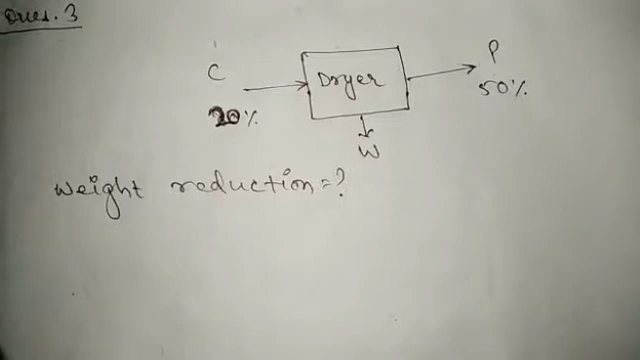 Ques. 3
C
Dryer
P
20%
50%
W
Weight reduction=?